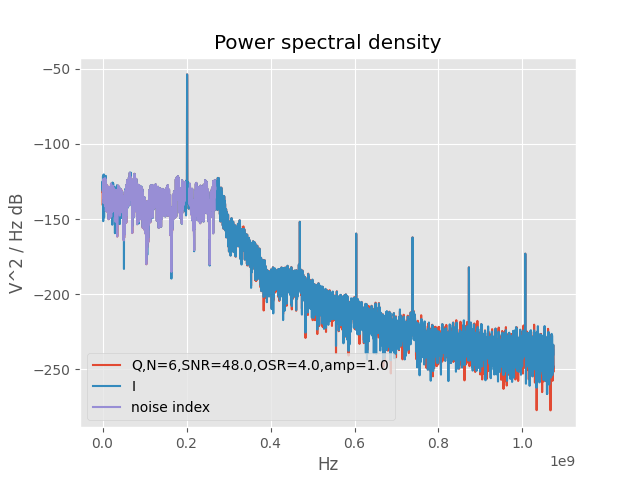 Power spectral density
V^2 / Hz dB
−50
−100
−150
−200
−250
Q,N=6,SNR=48.0,OSR=4.0,amp=1.0
I
noise index
0.0 0.2 0.4 0.6 0.8 1.0
1e9
Hz